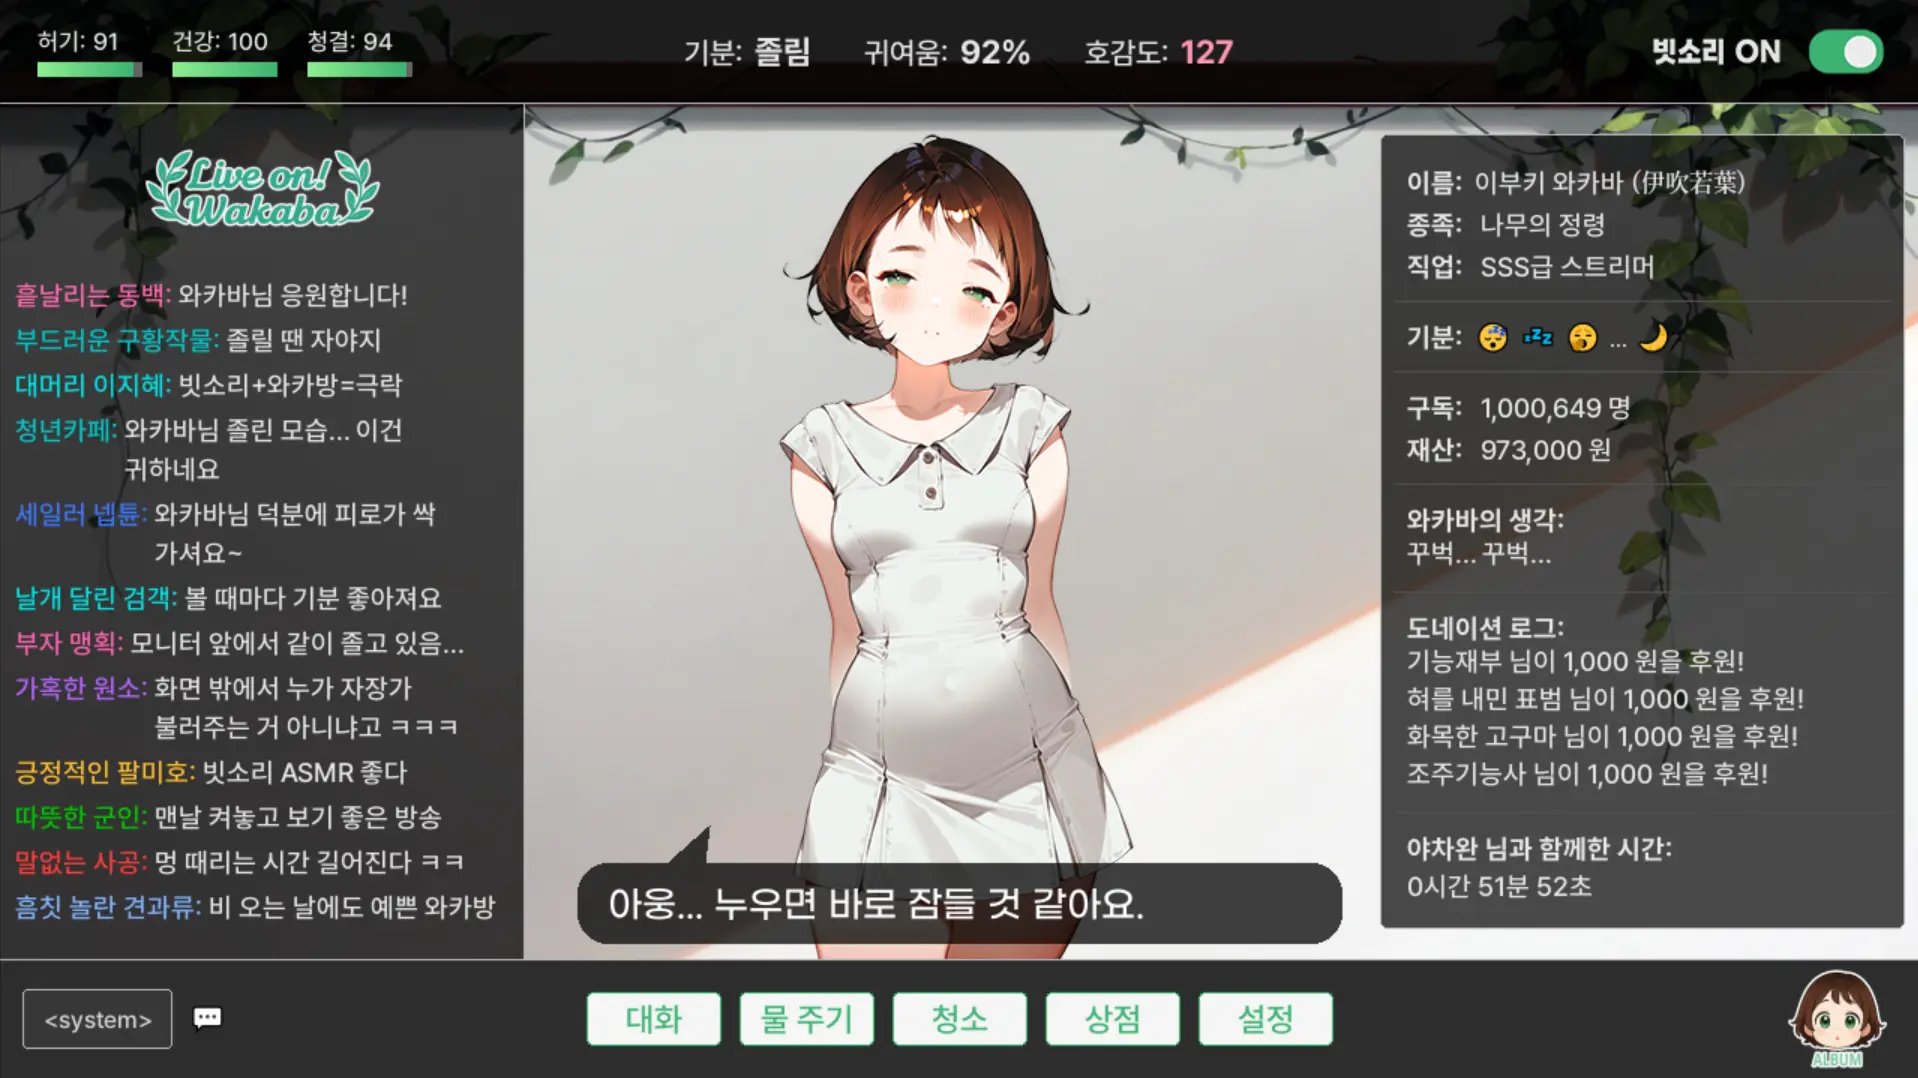 허기: 91
건강: 100
청결: 94
기분: 졸림
귀여움: 92%
호감도: 127
빗소리 ON
Live on!
Wakaba
흩날리는 동백: 와카바님 응원합니다!
부드러운 구황작물: 졸릴 땐 자야지
대머리 이지혜: 빗소리+와카방=극락
청년카페: 와카바님 졸린 모습... 이건
귀하네요
세일러 넵튠: 와카바님 덕분에 피로가 싹
가셔요~
날개 달린 검객: 볼 때마다 기분 좋아져요
부자 맹획: 모니터 앞에서 같이 졸고 있음...
가혹한 원소: 화면 밖에서 누가 자장가
불러주는 거 아니냐고 ㅋㅋㅋ
긍정적인 팔미호: 빗소리 ASMR 좋다
따뜻한 군인: 맨날 켜놓고 보기 좋은 방송
말없는 사공: 멍 때리는 시간 길어진다 ㅋㅋ
흠칫 놀란 견과류: 비 오는 날에도 예쁜 와카방
아웅... 누우면 바로 잠들 것 같아요.
이름: 이부키 와카바 (伊吹若葉)
종족: 나무의 정령
직업: SSS급 스트리머
기분: 😴 💤 🥱 ... 🌙
구독: 1,000,649 명
재산: 973,000 원
와카바의 생각:
꾸벅... 꾸벅...
도네이션 로그:
기능재부 님이 1,000 원을 후원!
혀를 내민 표범 님이 1,000 원을 후원!
화목한 고구마 님이 1,000 원을 후원!
조주기능사 님이 1,000 원을 후원!
야차완 님과 함께한 시간:
0시간 51분 52초
<system>
대화
물 주기
청소
상점
설정
ALBUM